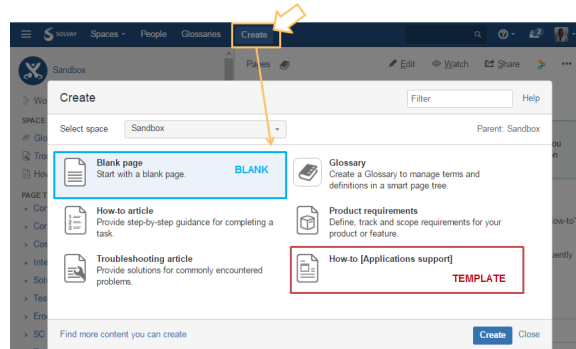 SOLVAY Spaces People Glossaries Create
Sandbox Pages Edit Watch Share
Create Filter Help
SPACE
Select space Sandbox Parent: Sandbox
Blank page
Start with a blank page.
BLANK
Glossary
Create a Glossary to manage terms and
definitions in a smart page tree.
PAGE T
How-to article
Provide step-by-step guidance for completing a
task.
Product requirements
Define, track and scope requirements for your
product or feature.
Troubleshooting article
Provide solutions for commonly encountered
problems.
How-to [Applications support]
TEMPLATE
Find more content you can create Create Close